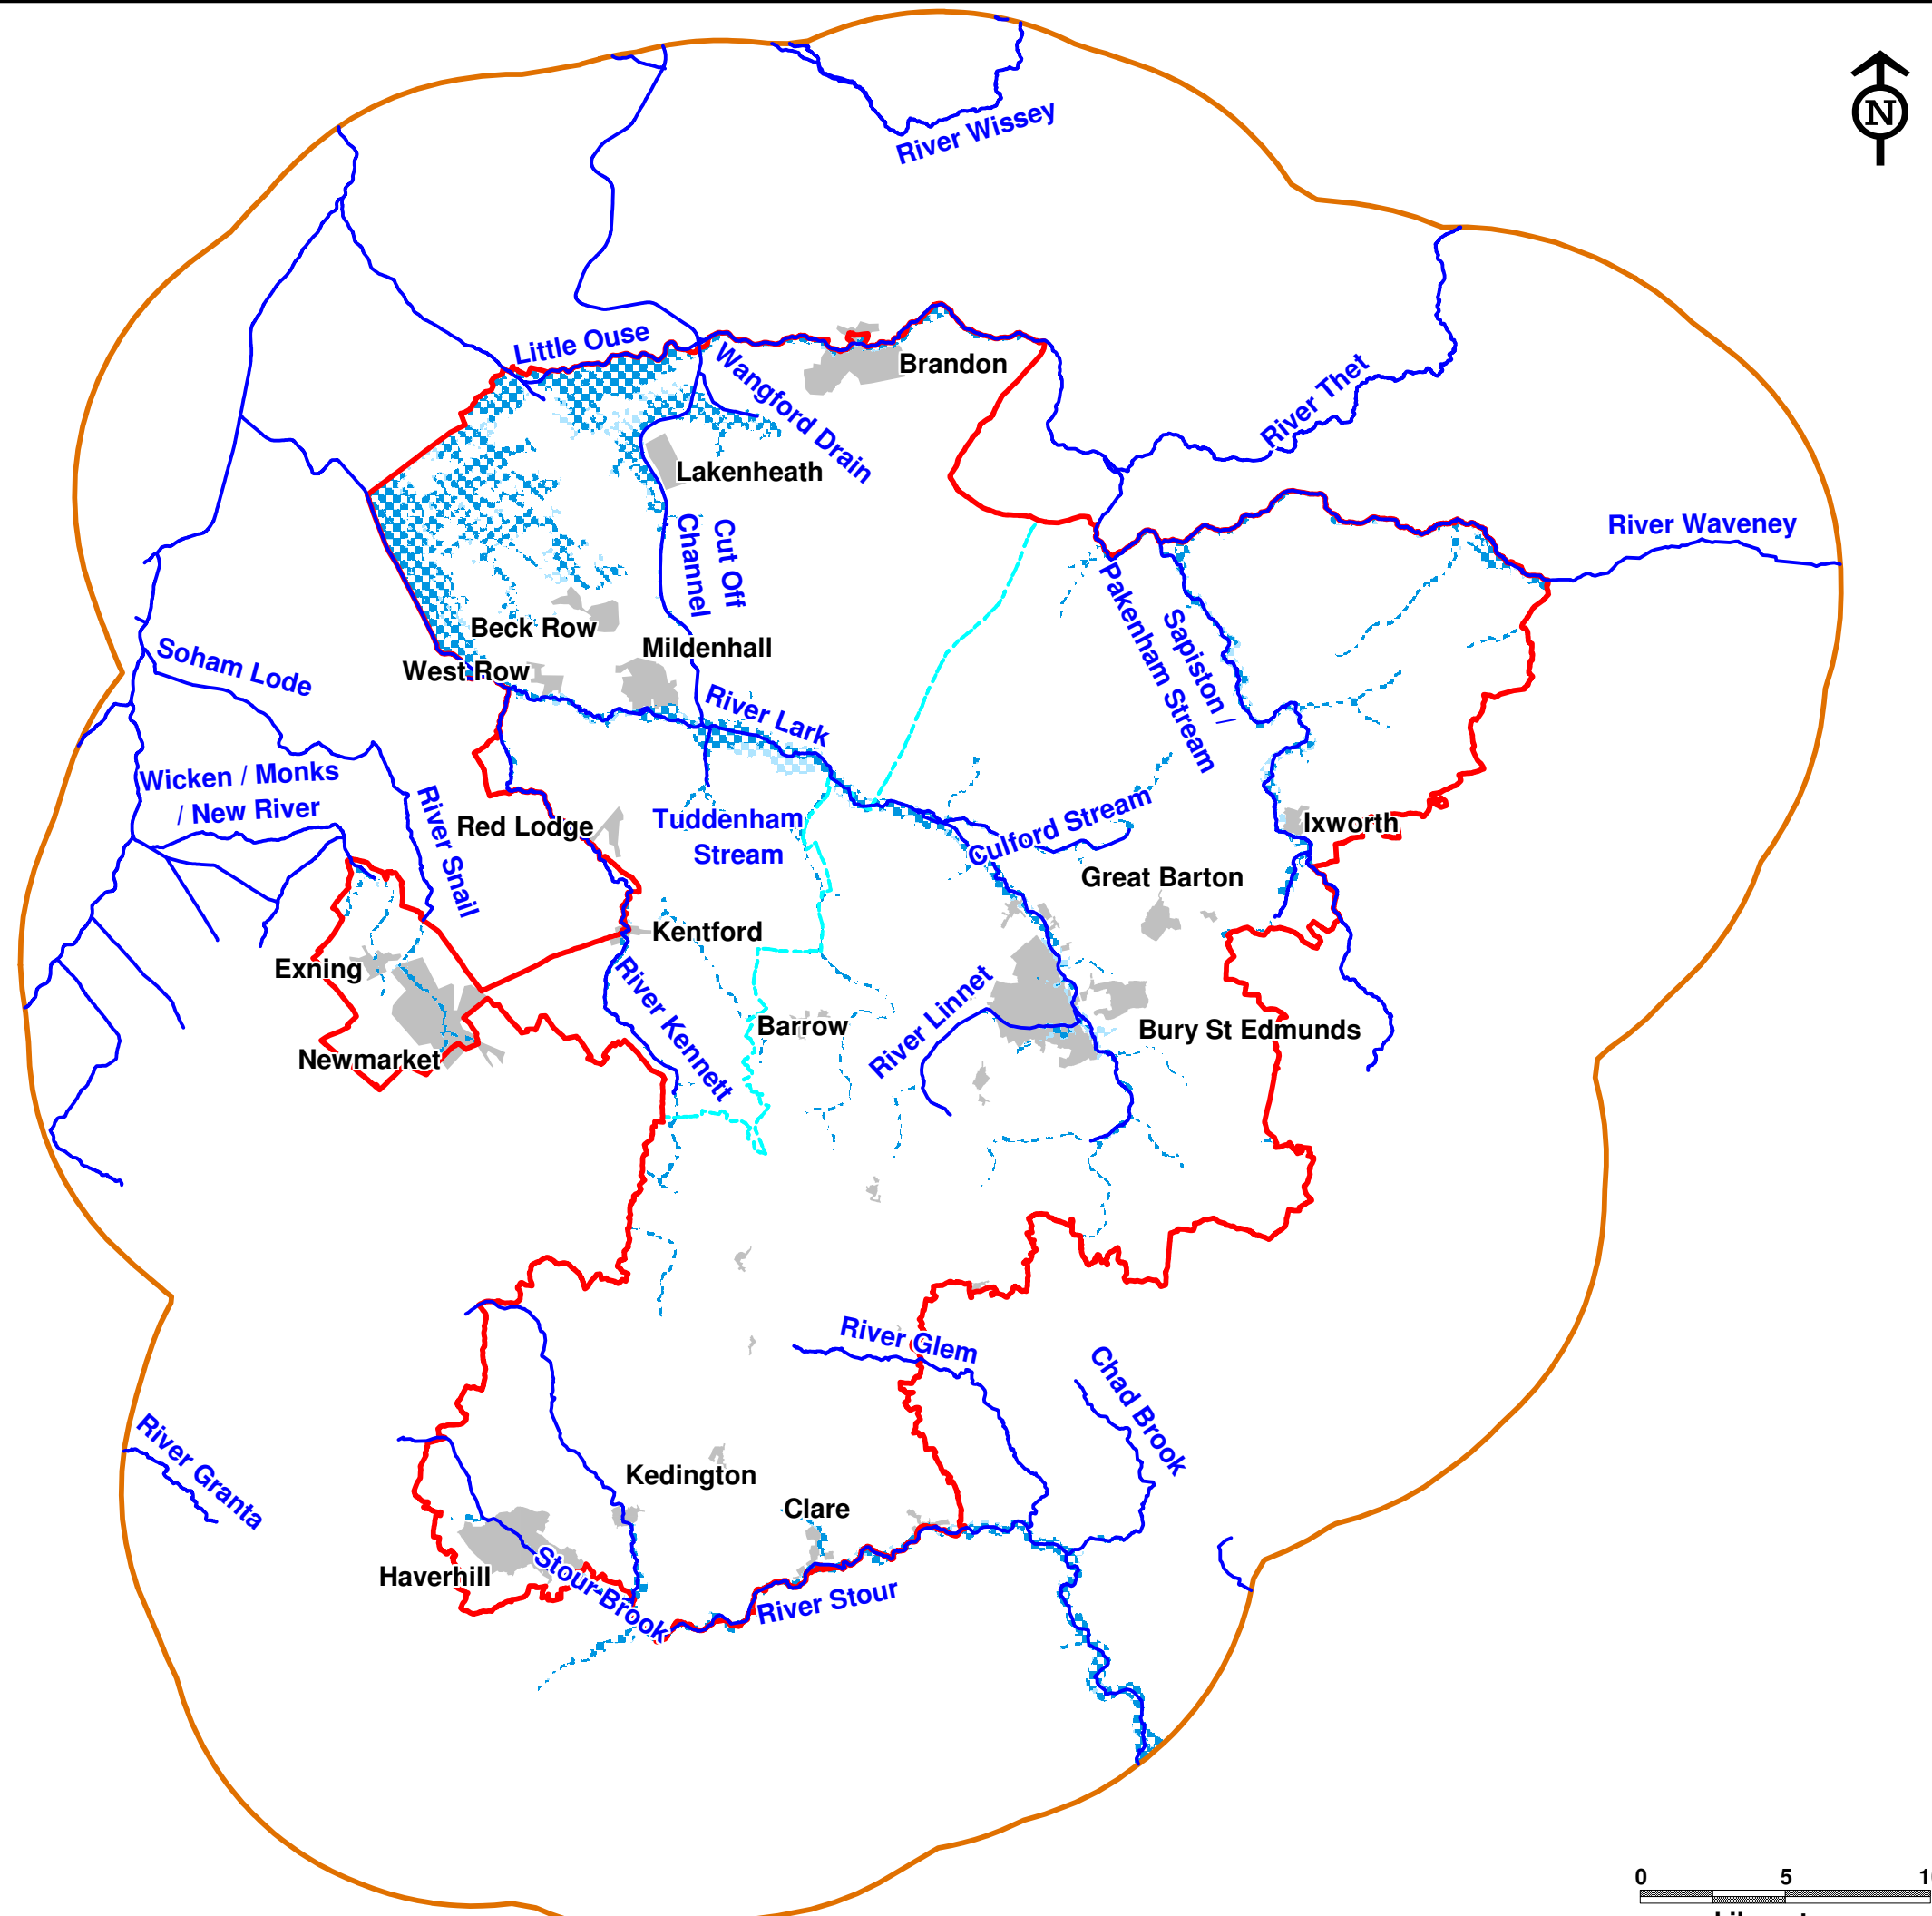 N
River Wissey
Little Ouse
Wangford Drain
Brandon
River Thet
Lakenheath
River Waveney
Cut Off
Channel
Beck Row
Mildenhall
West Row
Sapiston /
Pakenham Stream
Soham Lode
River Lark
Wicken / Monks
/ New River
River Snail
Red Lodge
Tuddenham
Stream
Culford Stream
Ixworth
Great Barton
Kentford
Exning
River Kennett
Barrow
River Linnet
Bury St Edmunds
Newmarket
River Glem
Chad Brook
River Granta
Kedington
Clare
Haverhill
Stour Brook
River Stour
0 5